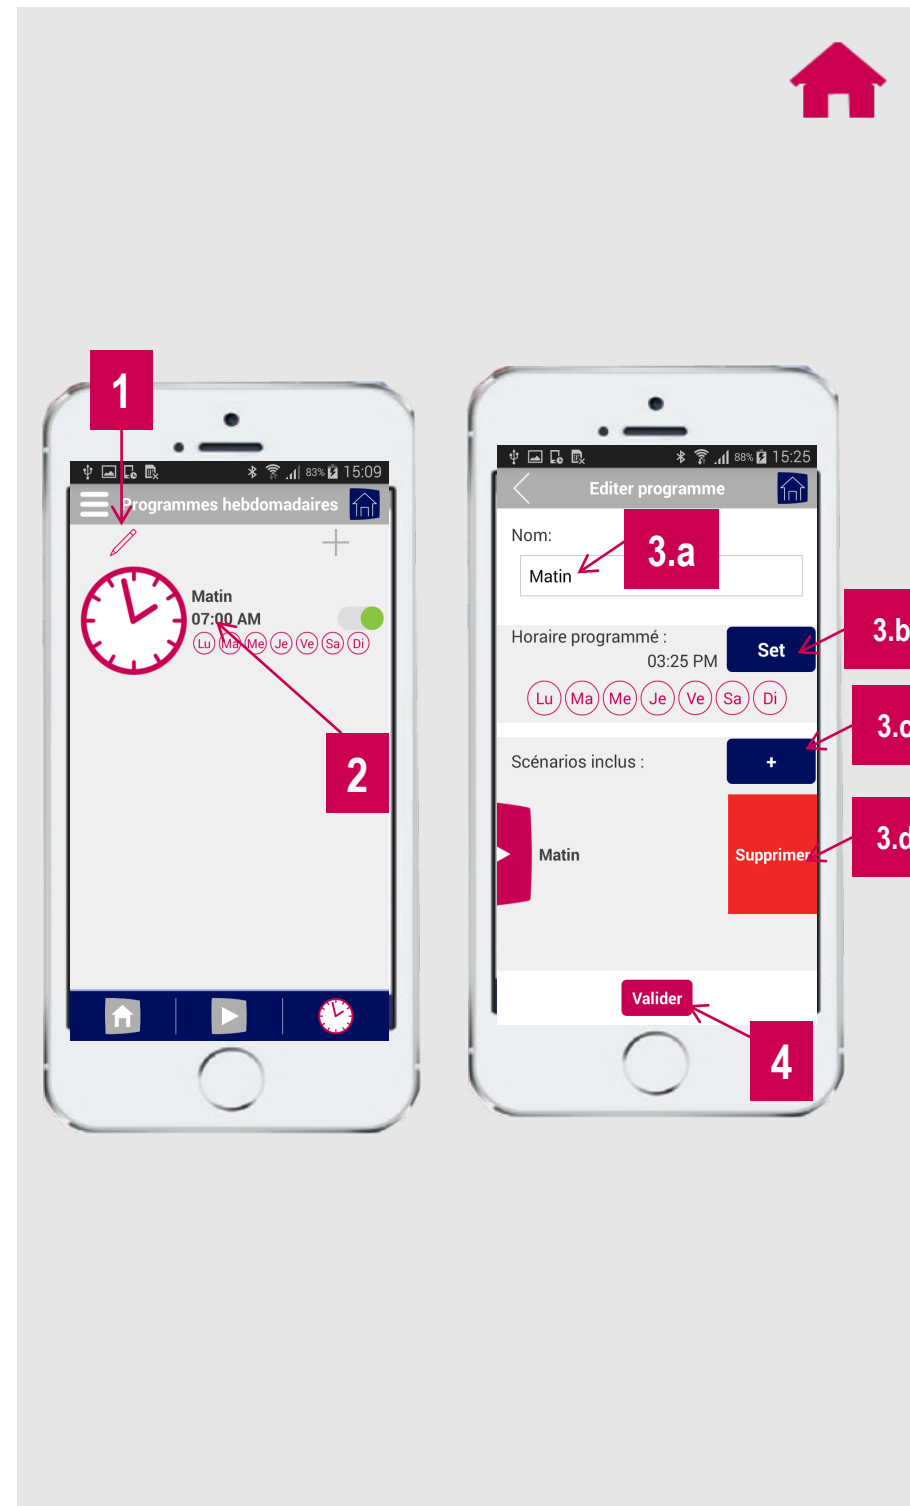 1
83% 15:09
Programmes hebdomadaires
Matin
07:00 AM
Lu Ma Me Je Ve Sa Di
2
88% 15:25
Editer programme
Nom:
3.a
Matin
3.b
Horaire programmé :
03:25 PM
Set
Lu Ma Me Je Ve Sa Di
3.c
Scénarios inclus :
+
3.d
Matin
Supprimer
Valider
4